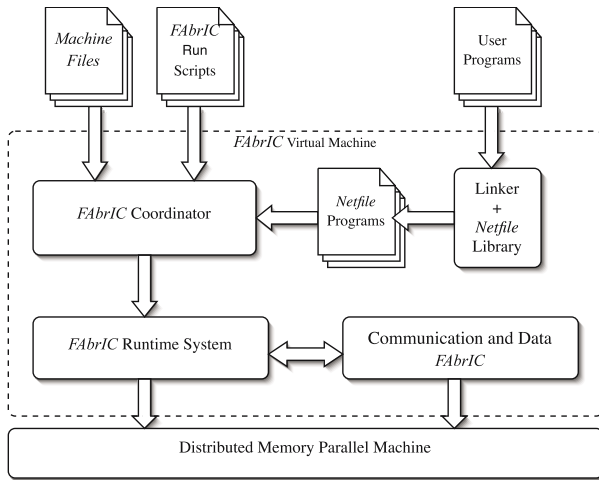 Machine
Files
FAbrIC
Run
Scripts
User
Programs
FAbrIC Virtual Machine
FAbrIC Coordinator
Netfile
Programs
Linker
+
Netfile
Library
FAbrIC Runtime System
Communication and Data
FAbrIC
Distributed Memory Parallel Machine